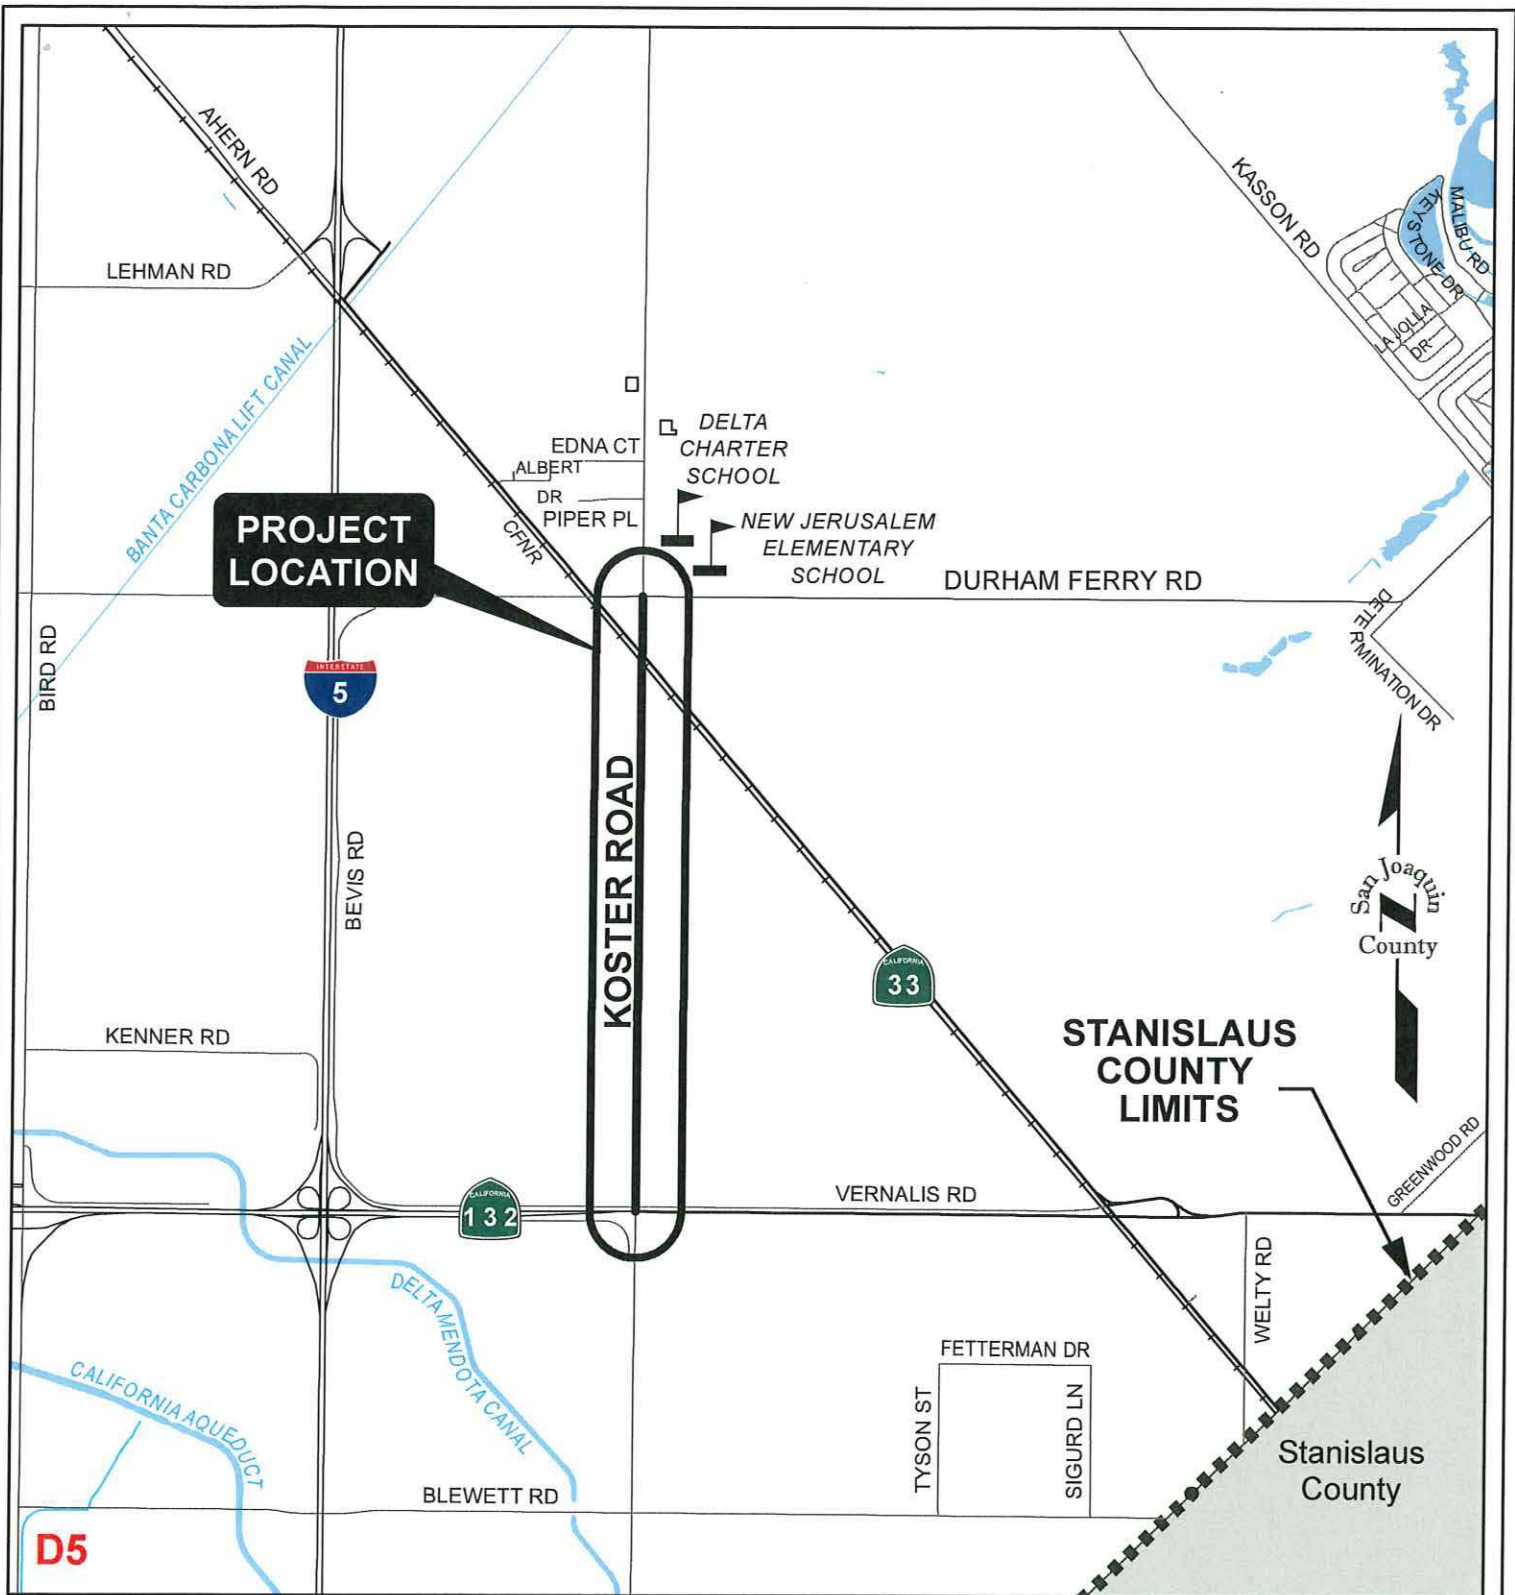 AHERN RD
KASSON RD
MALIBU RD
KEYSTONE DR
LEHMAN RD
LA JOLLA
DR
BANTA CARBONA LIFT CANAL
DELTA
CHARTER
SCHOOL
EDNA CT
ALBERT
DR
PIPER PL
CFNR
NEW JERUSALEM
ELEMENTARY
SCHOOL
PROJECT
LOCATION
DURHAM FERRY RD
DETERMINATION DR
BIRD RD
INTERSTATE
5
KOSTER ROAD
BEVIS RD
San Joaquin
County
CALIFORNIA
33
KENNER RD
STANISLAUS
COUNTY
LIMITS
GREENWOOD RD
CALIFORNIA
132
VERNALIS RD
WELTY RD
DELTA MENDOTA CANAL
FETTERMAN DR
CALIFORNIA AQUEDUCT
TYSON ST
SIGURD LN
Stanislaus
County
BLEWETT RD
D5